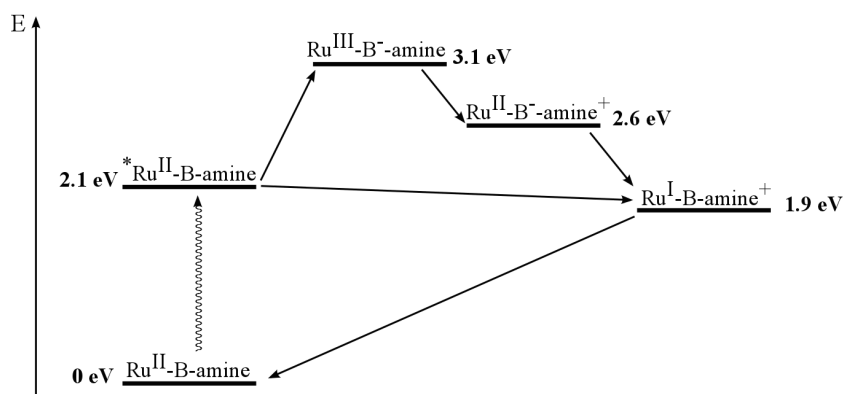 E
Ru^III-B^--amine 3.1 eV
Ru^II-B^--amine^+ 2.6 eV
2.1 eV *Ru^II-B-amine
Ru^I-B-amine^+ 1.9 eV
0 eV Ru^II-B-amine